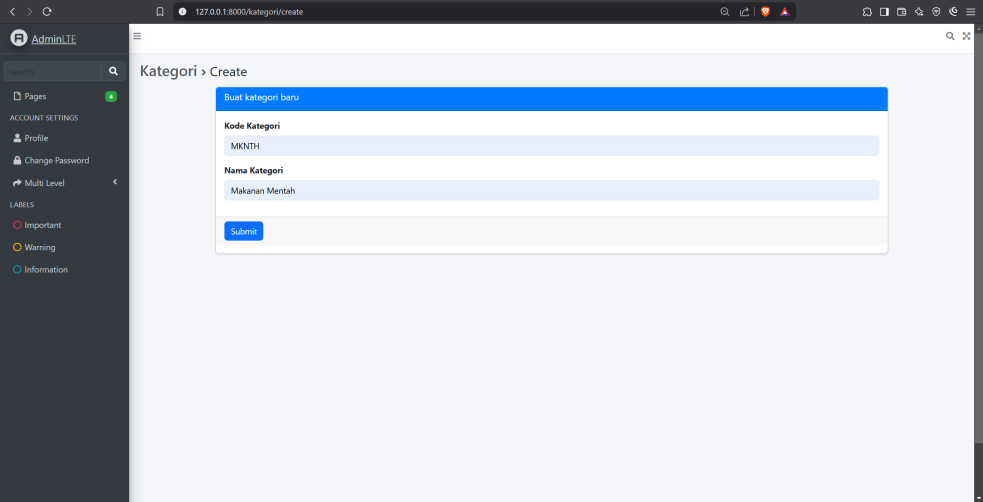 127.0.0.1:8000/kategori/create
AdminLTE
Search
Pages
4
ACCOUNT SETTINGS
Profile
Change Password
Multi Level
LABELS
Important
Warning
Information
Kategori › Create
Buat kategori baru
Kode Kategori
MKNTH
Nama Kategori
Makanan Mentah
Submit